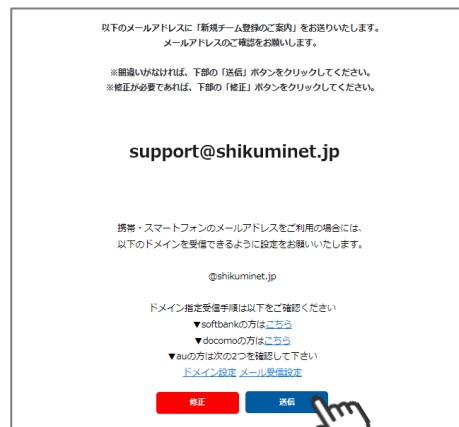 以下のメールアドレスに「新規チーム登録のご案内」をお送りいたします。
メールアドレスのご確認をお願いします。
※間違いがなければ、下部の「送信」ボタンをクリックしてください。
※修正が必要であれば、下部の「修正」ボタンをクリックしてください。
support@shikuminet.jp
携帯・スマートフォンのメールアドレスをご利用の場合には、
以下のドメインを受信できるように設定をお願いいたします。
@shikuminet.jp
ドメイン指定受信手順は以下をご確認ください
▼softbankの方はこちら
▼docomoの方はこちら
▼auの方は次の2つを確認して下さい
ドメイン設定 メール受信設定
修正 送信